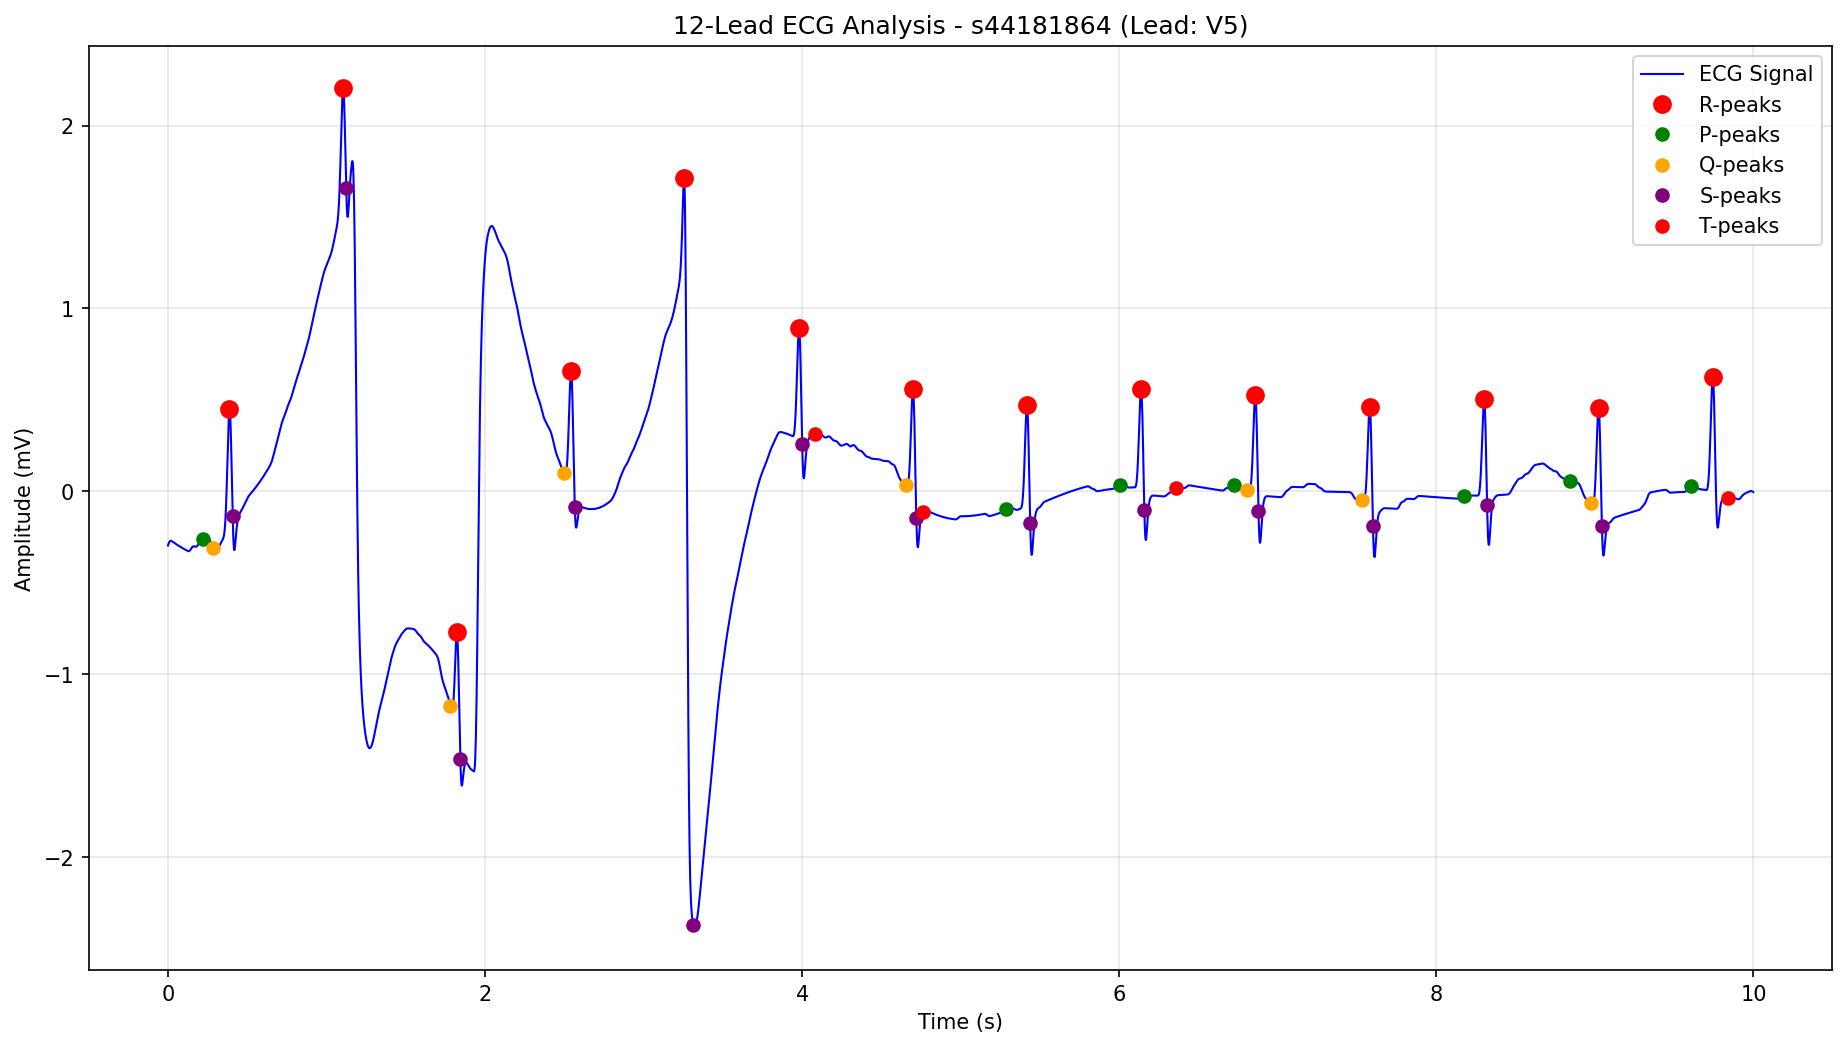 12-Lead ECG Analysis - s44181864 (Lead: V5)
ECG Signal
R-peaks
P-peaks
Q-peaks
S-peaks
T-peaks
Amplitude (mV)
2
1
0
−1
−2
0 2 4 6 8 10
Time (s)